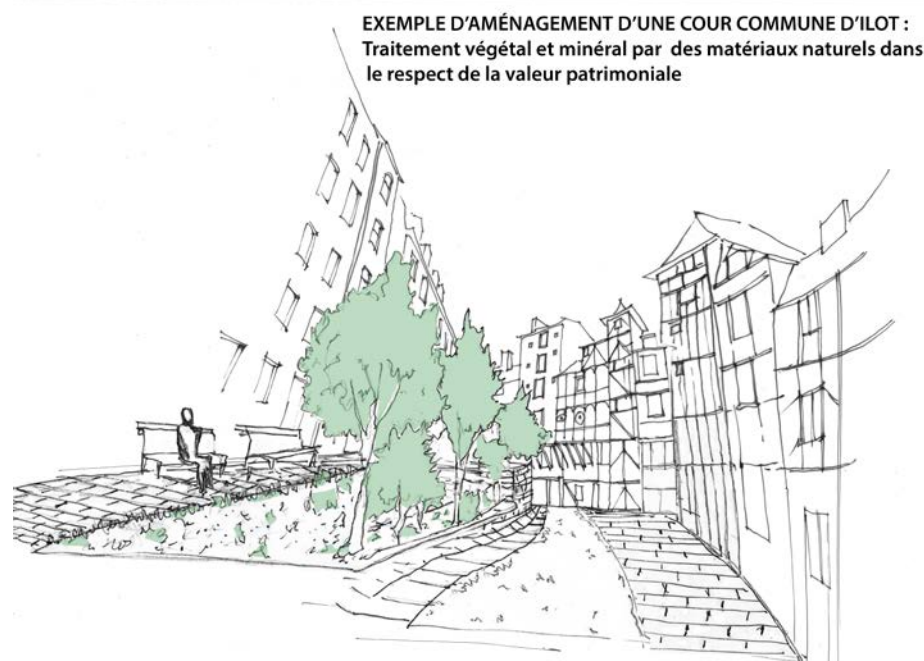 EXEMPLE D'AMÉNAGEMENT D'UNE COUR COMMUNE D'ILOT :
Traitement végétal et minéral par des matériaux naturels dans
le respect de la valeur patrimoniale